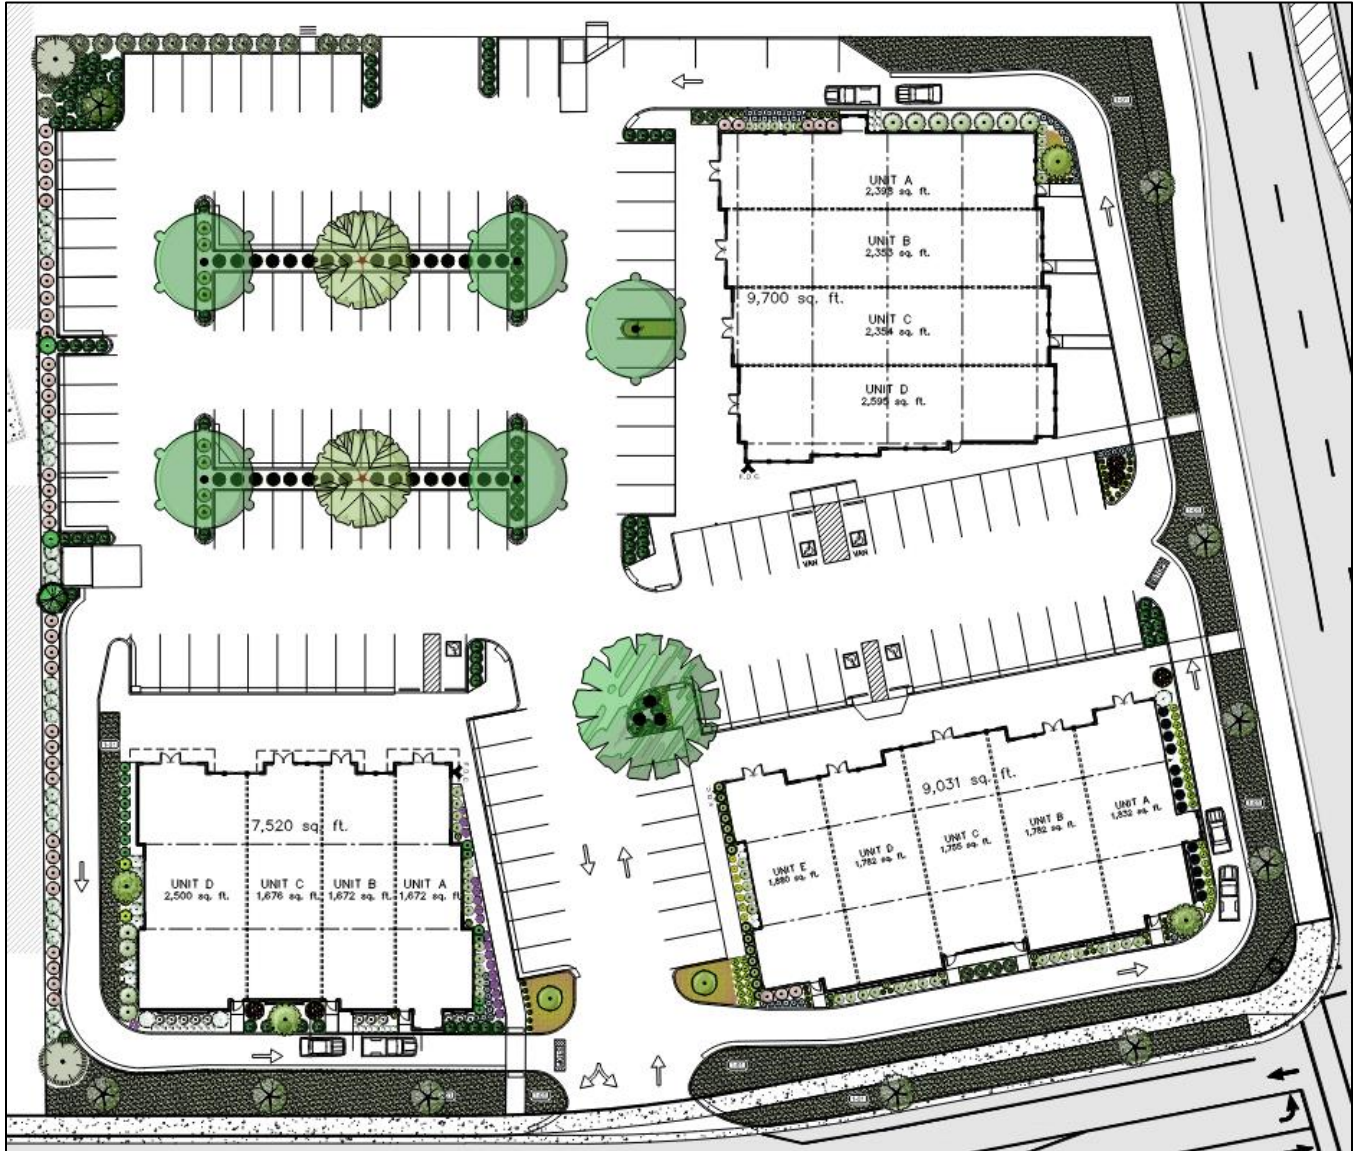 UNIT A
2,398 sq. ft.
UNIT B
2,353 sq. ft.
9,700 sq. ft.
UNIT C
2,354 sq. ft.
UNIT D
2,595 sq. ft.
F.D.C.
VAN
VAN
F.D.C.
7,520 sq. ft.
UNIT D
2,500 sq. ft.
UNIT C
1,676 sq. ft.
UNIT B
1,672 sq. ft.
UNIT A
1,672 sq. ft.
F.D.C.
9,031 sq. ft.
UNIT E
1,880 sq. ft.
UNIT D
1,782 sq. ft.
UNIT C
1,755 sq. ft.
UNIT B
1,782 sq. ft.
UNIT A
1,832 sq. ft.